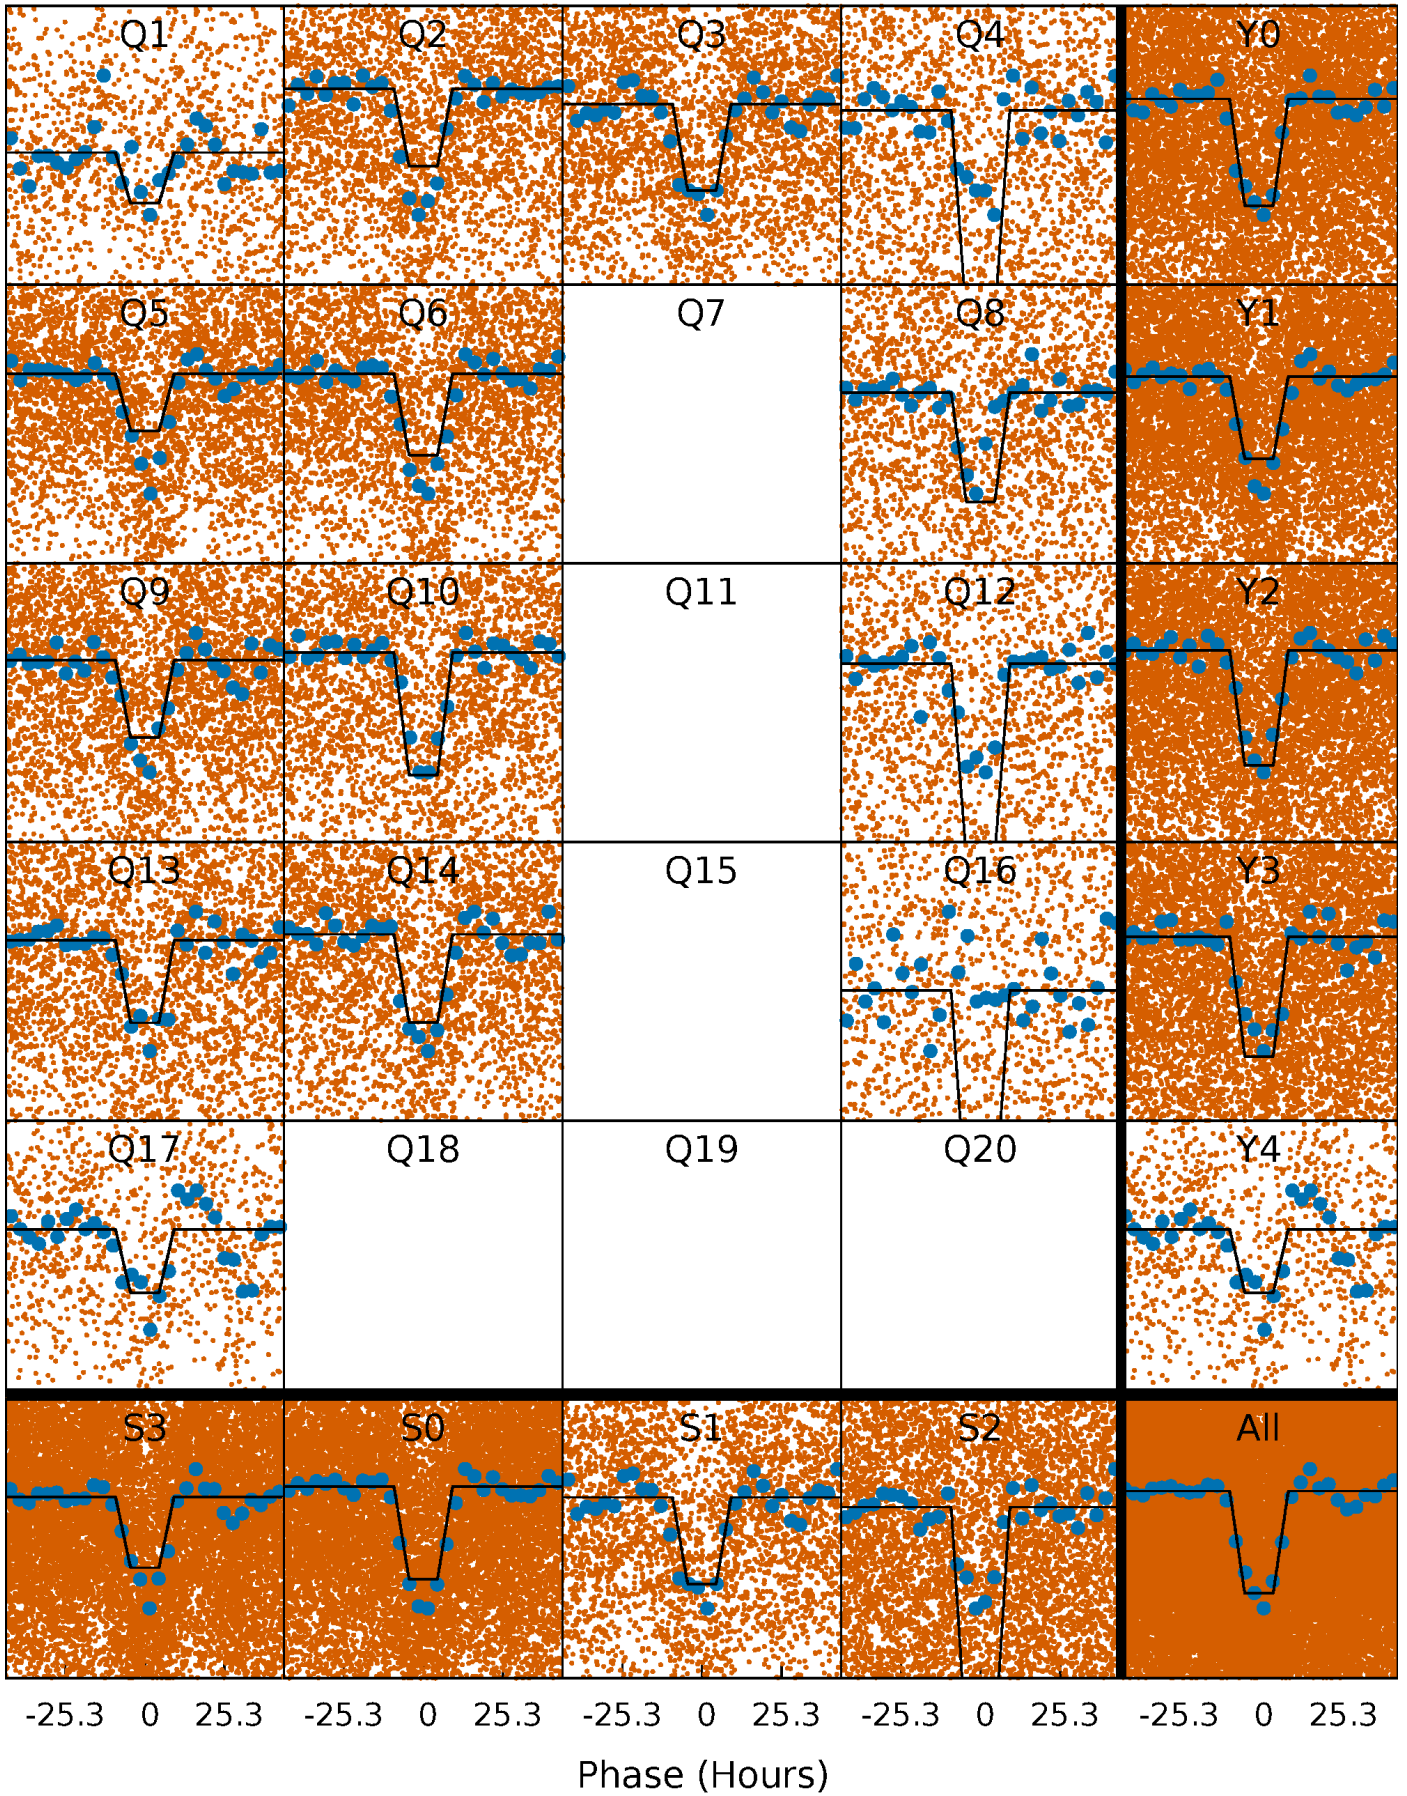 Q1 Q2 Q3 Q4 Y0
Q5 Q6 Q7 Q8 Y1
Q9 Q10 Q11 Q12 Y2
Q13 Q14 Q15 Q16 Y3
Q17 Q18 Q19 Q20 Y4
S3 S0 S1 S2 All
-25.3 0 25.3 -25.3 0 25.3 -25.3 0 25.3 -25.3 0 25.3 -25.3 0 25.3
Phase (Hours)